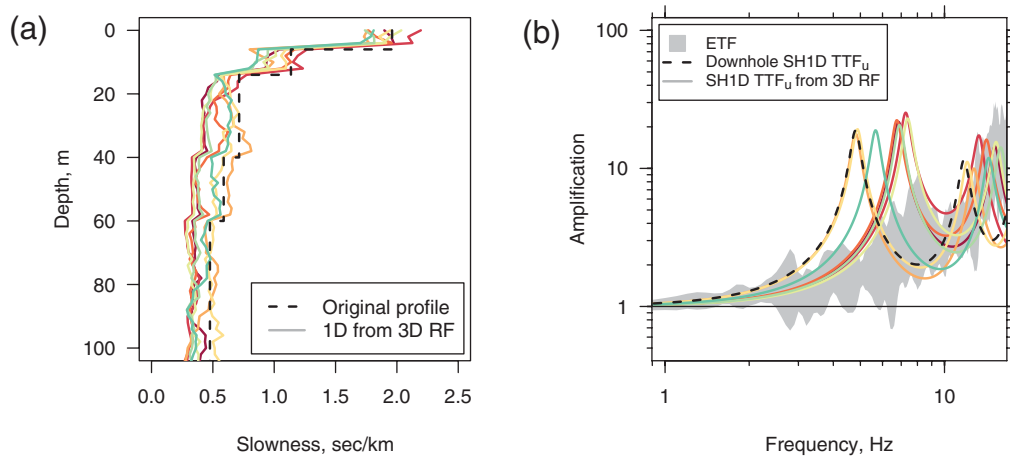 (a)
0
20
40
60
80
100
Depth, m
Original profile
1D from 3D RF
0.0 0.5 1.0 1.5 2.0 2.5
Slowness, sec/km
(b)
100
10
1
Amplification
ETF
Downhole SH1D TTFu
SH1D TTFu from 3D RF
1 10
Frequency, Hz